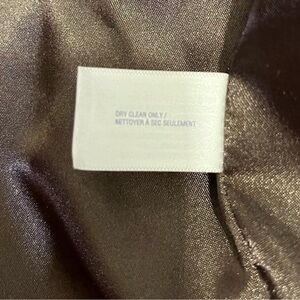 DRY CLEAN ONLY /
NETTOYER À SEC SEULEMENT